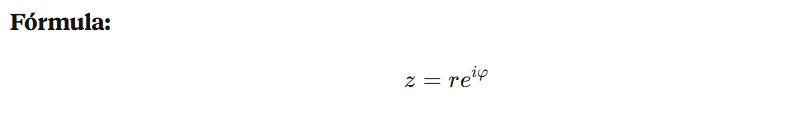 Fórmula:
z = re^{iφ}